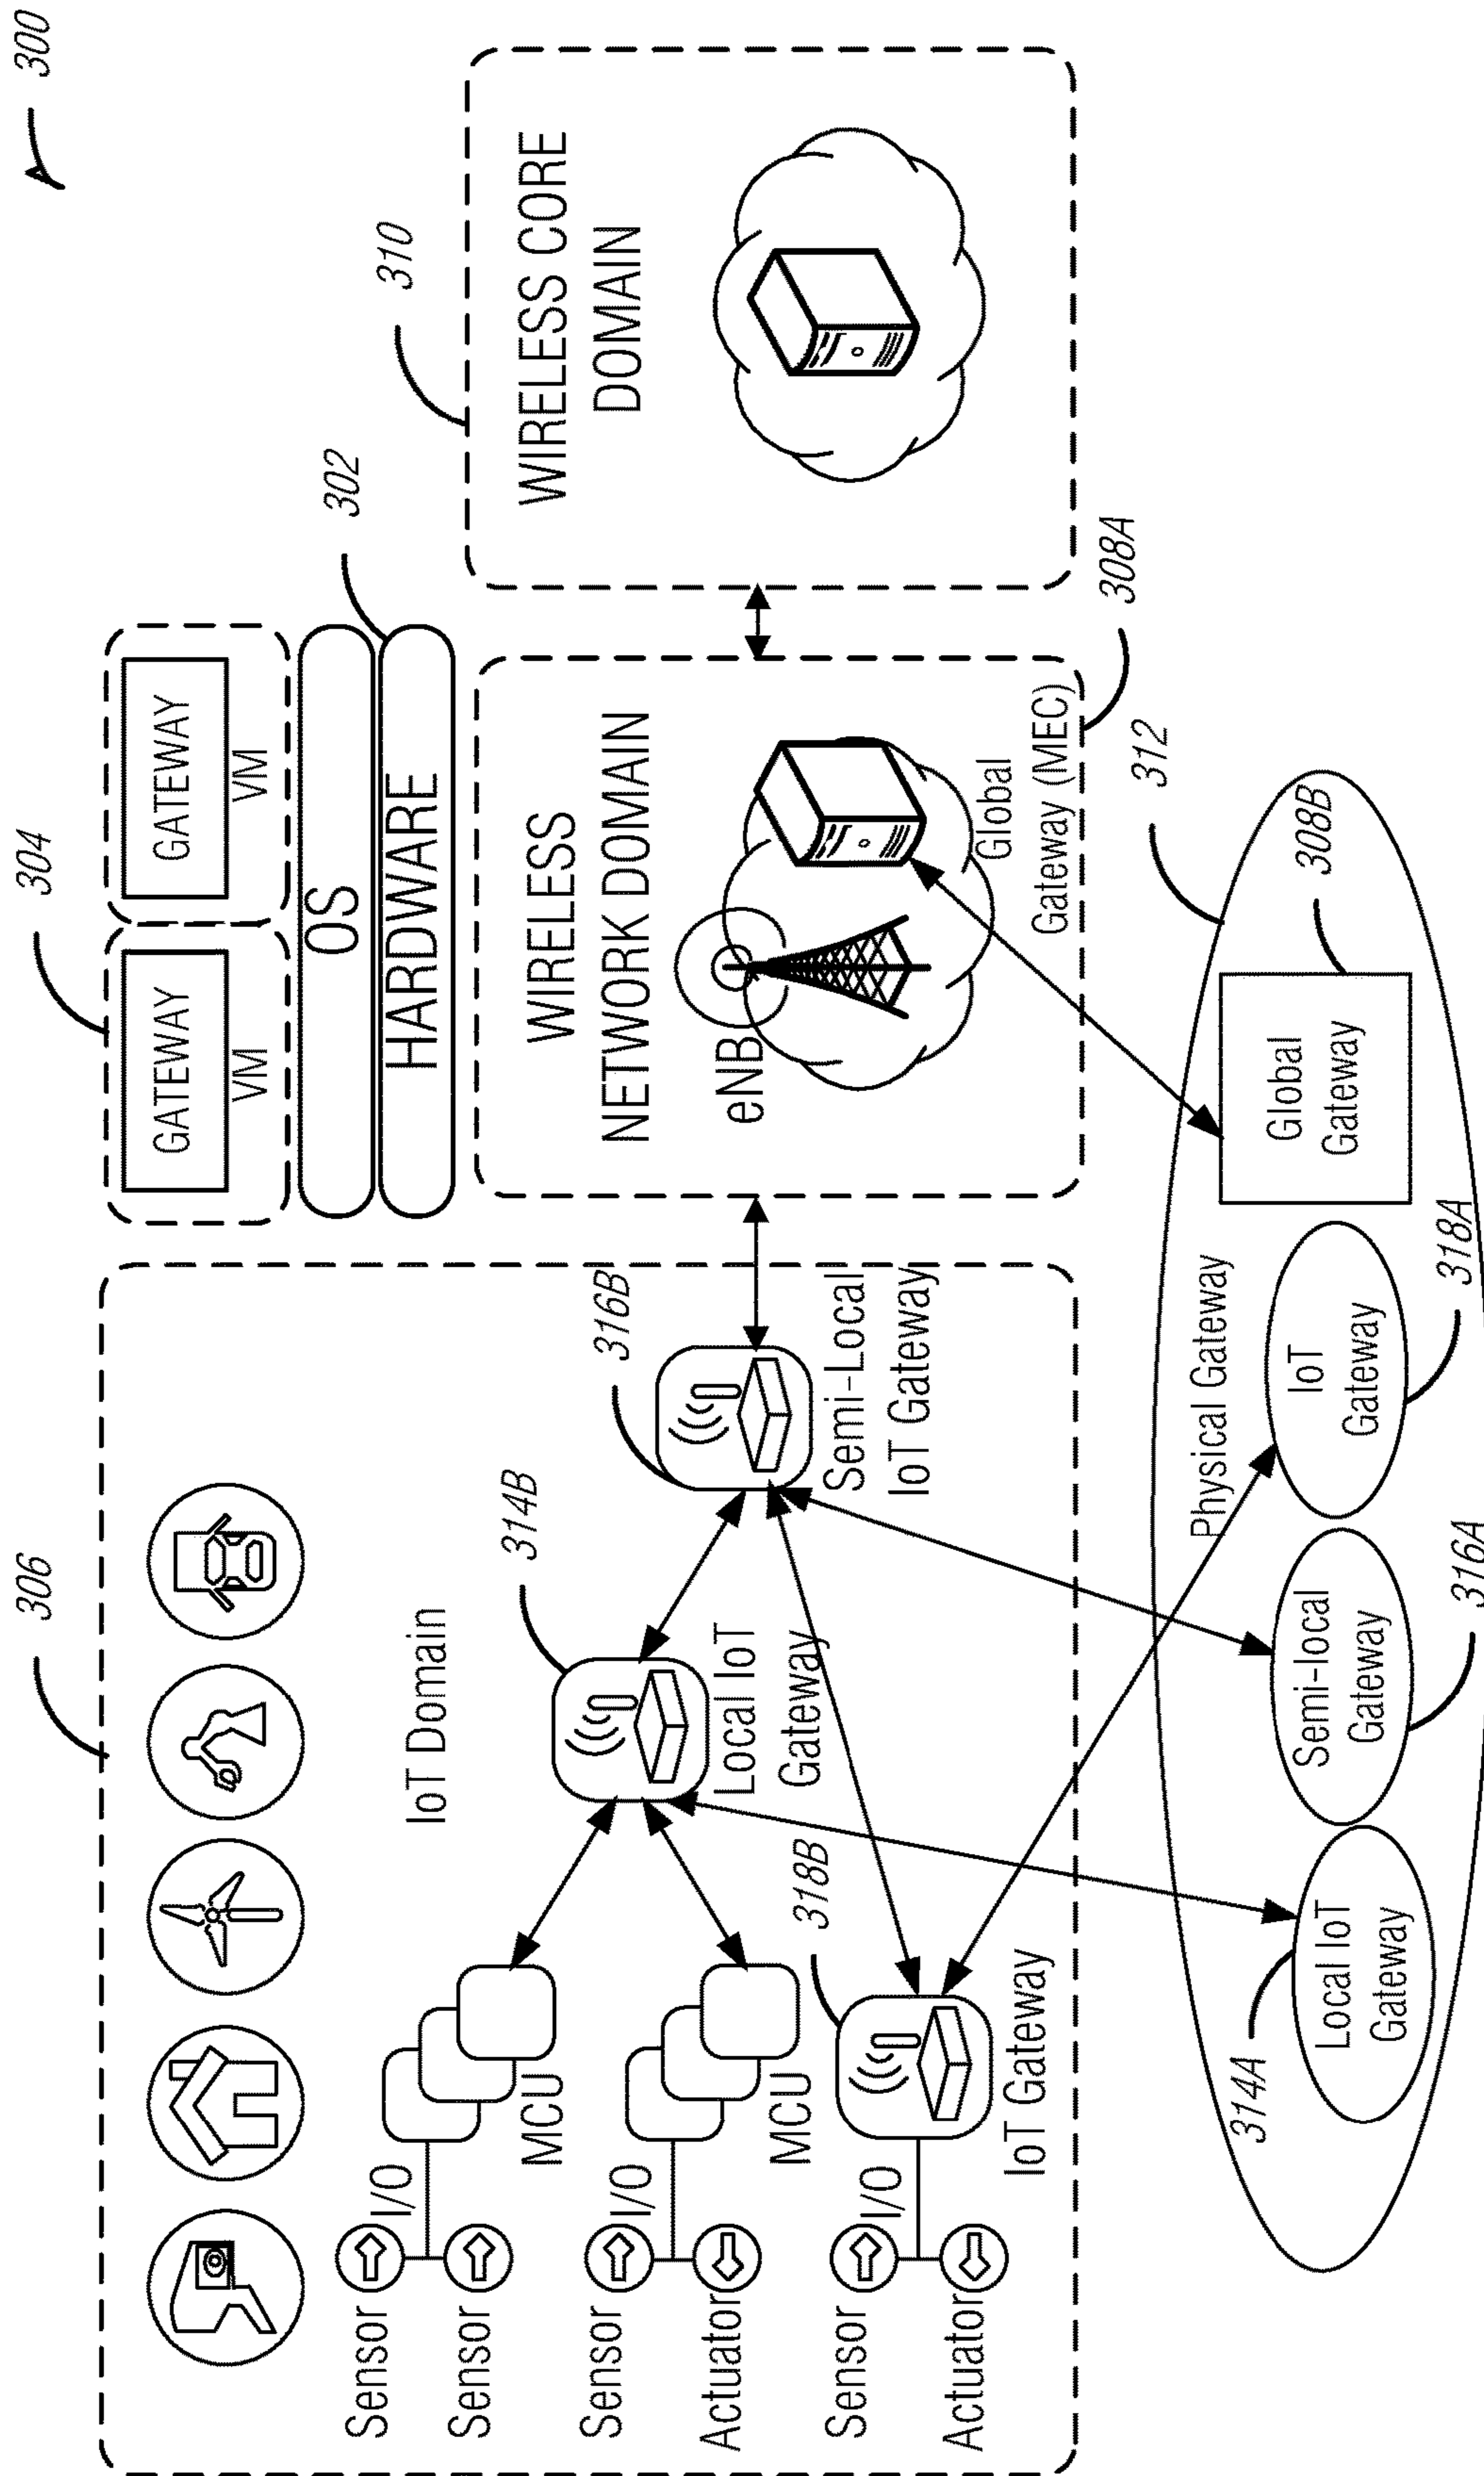 300
304
GATEWAY
VM
GATEWAY
VM
OS
HARDWARE
302
306
IoT Domain
Sensor
Sensor
I/O
MCU
Sensor
Actuator
I/O
MCU
Sensor
Actuator
I/O
318B
IoT Gateway
314B
Local IoT
Gateway
316B
Semi-Local
IoT Gateway
WIRELESS
NETWORK DOMAIN
eNB
Global
Gateway (MEC)
308A
310
WIRELESS CORE
DOMAIN
312
Physical Gateway
314A
Local IoT
Gateway
Semi-local
Gateway
316A
IoT
Gateway
318A
Global
Gateway
308B